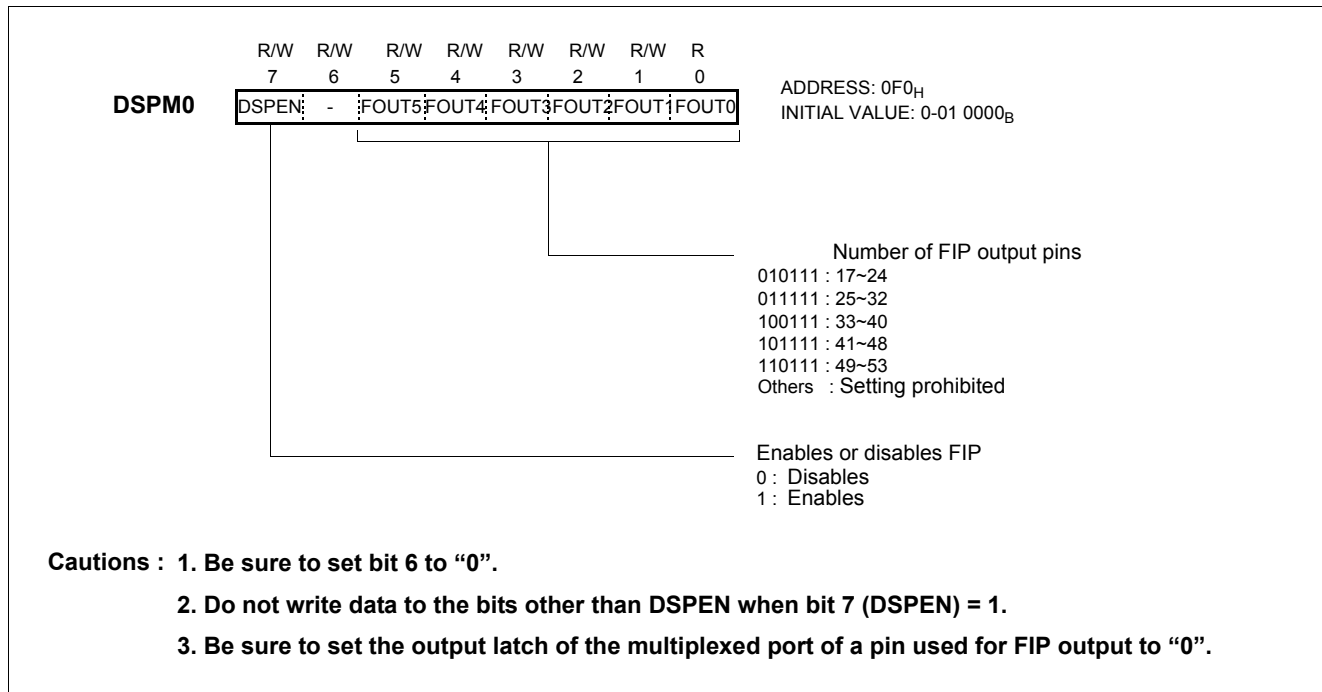 R/W R/W R/W R/W R/W R/W R/W R
7 6 5 4 3 2 1 0
DSPM0 DSPEN - FOUT5 FOUT4 FOUT3 FOUT2 FOUT1 FOUT0
ADDRESS: 0F0H
INITIAL VALUE: 0-01 0000B
Number of FIP output pins
010111 : 17~24
011111 : 25~32
100111 : 33~40
101111 : 41~48
110111 : 49~53
Others : Setting prohibited
Enables or disables FIP
0 : Disables
1 : Enables
Cautions : 1. Be sure to set bit 6 to “0”.
2. Do not write data to the bits other than DSPEN when bit 7 (DSPEN) = 1.
3. Be sure to set the output latch of the multiplexed port of a pin used for FIP output to “0”.